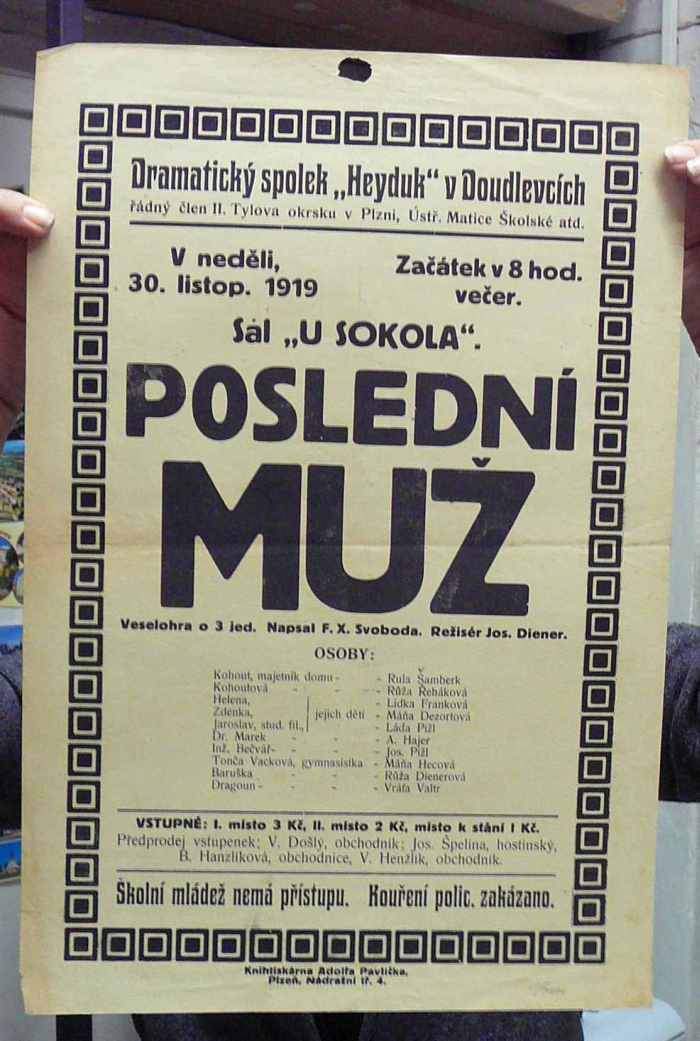 Dramatický spolek „Heyduk“ v Doudlevcích
řádný člen II. Tylova okrsku v Plzni, Ústř. Matice Školské atd.
V neděli,
30. listop. 1919
Začátek v 8 hod.
večer.
Sál „U SOKOLA“.
POSLEDNÍ
MUŽ
Veselohra o 3 jed. Napsal F. X. Svoboda. Režisér Jos. Diener.
OSOBY:
Kohout, majetník domu - - Rula Šamberk
Kohoutová - - - Růža Řeháková
Helena, - Lidka Franková
Zdenka, jejich děti - Máňa Dezortová
Jaroslav, stud. fil., - Láďa Pižl
Dr. Marek - - - A. Hajer
Inž. Bečvář - - - Jos. Pižl
Tonča Vacková, gymnasistka - Máňa Hecová
Baruška - - - Růža Dienerová
Dragoun - - - Vráťa Valtr
VSTUPNÉ: I. místo 3 Kč, II. místo 2 Kč, místo k stání 1 Kč.
Předprodej vstupenek: V. Došlý, obchodník; Jos. Špelina, hostinský,
B. Hanzlíková, obchodnice, V. Henžlík, obchodník.
Školní mládež nemá přístupu. Kouření polic. zakázano.
Knihtiskárna Adolfa Pavlíčka,
Plzeň, Nádražní tř. 4.